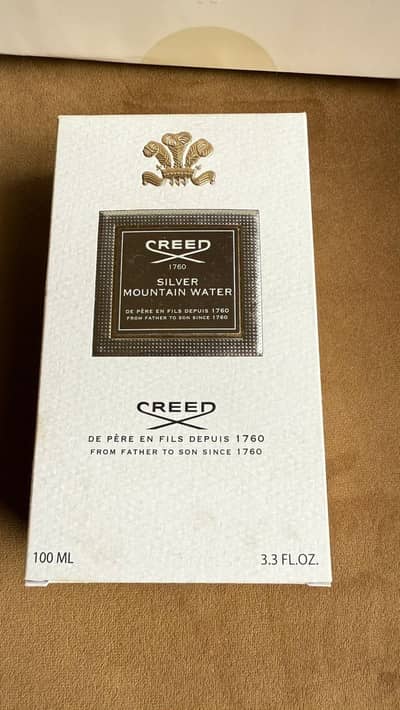 CREED
1760
SILVER
MOUNTAIN WATER
DE PÈRE EN FILS DEPUIS 1760
FROM FATHER TO SON SINCE 1760
CREED
DE PÈRE EN FILS DEPUIS 1760
FROM FATHER TO SON SINCE 1760
100 ML
3.3 FL.OZ.